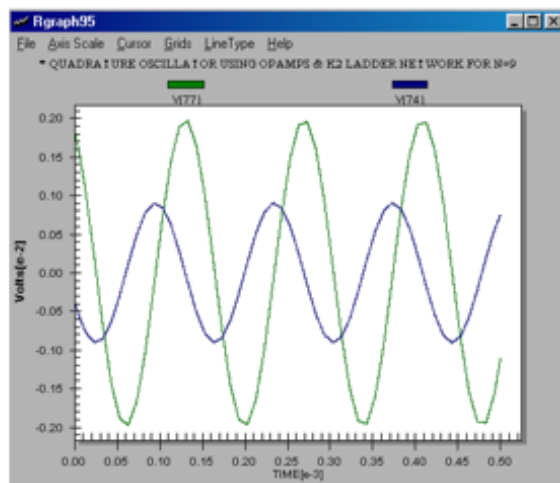 Rgraph95
File Axis Scale Cursor Grids LineType Help
* QUADRATURE OSCILLATOR USING OPAMPS & K2 LADDER NETWORK FOR N=9
V(77) V(74)
0.20
0.15
0.10
0.05
0.00
-0.05
-0.10
-0.15
-0.20
Volts[e-2]
0.00 0.05 0.10 0.15 0.20 0.25 0.30 0.35 0.40 0.45 0.50
TIME[e-3]